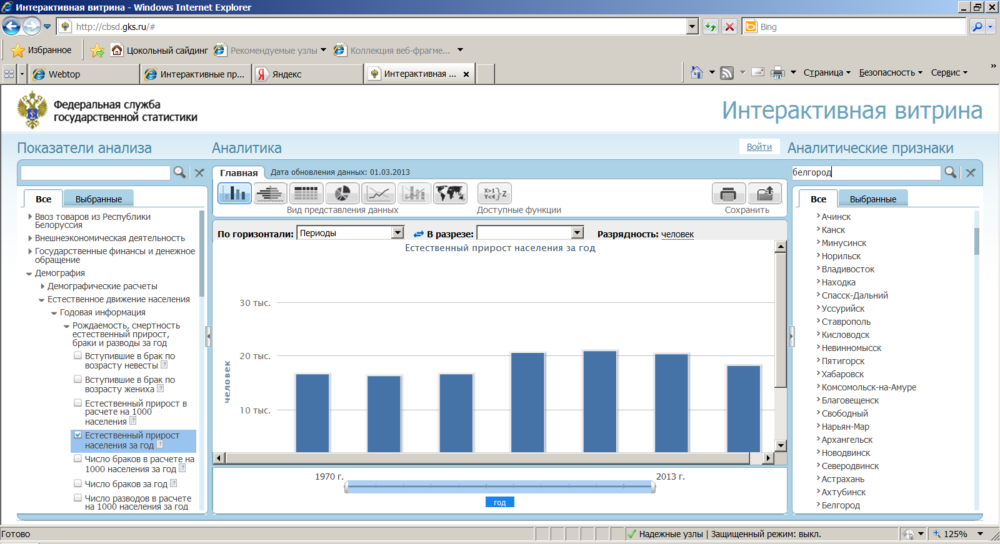 Интерактивная витрина - Windows Internet Explorer
http://cbsd.gks.ru/#
Bing
Избранное
Цокольный сайдинг
Рекомендуемые узлы
Коллекция веб-фрагме...
Webtop
Интерактивные пр...
Яндекс
Интерактивная ...
Страница
Безопасность
Сервис
Федеральная служба
государственной статистики
Интерактивная витрина
Показатели анализа
Аналитика
Войти
Аналитические признаки
Главная
Дата обновления данных: 01.03.2013
белгород
Все
Выбранные
X>1
Y<4
Z
Вид представления данных
Доступные функции
Сохранить
Все
Выбранные
Ввоз товаров из Республики
Белоруссия
Внешнеэкономическая деятельность
Государственные финансы и денежное
обращение
Демография
Демографические расчеты
Естественное движение населения
Годовая информация
Рождаемость, смертность
естественный прирост,
браки и разводы за год
Вступившие в брак по
возрасту невесты ?
Вступившие в брак по
возрасту жениха ?
Естественный прирост в
расчете на 1000
населения ?
Естественный прирост
населения за год ?
Число браков в расчете на
1000 населения за год ?
Число браков за год ?
Число разводов в расчете
на 1000 населения за год
По горизонтали: Периоды
В разрезе:
Разрядность: человек
Естественный прирост населения за год
30 тыс.
20 тыс.
10 тыс.
человек
1970 г.
2013 г.
год
Ачинск
Канск
Минусинск
Норильск
Владивосток
Находка
Спасск-Дальний
Уссурийск
Ставрополь
Кисловодск
Невинномысск
Пятигорск
Хабаровск
Комсомольск-на-Амуре
Благовещенск
Свободный
Нарьян-Мар
Архангельск
Новодвинск
Северодвинск
Астрахань
Ахтубинск
Белгород
Готово
Надежные узлы | Защищенный режим: выкл.
125%